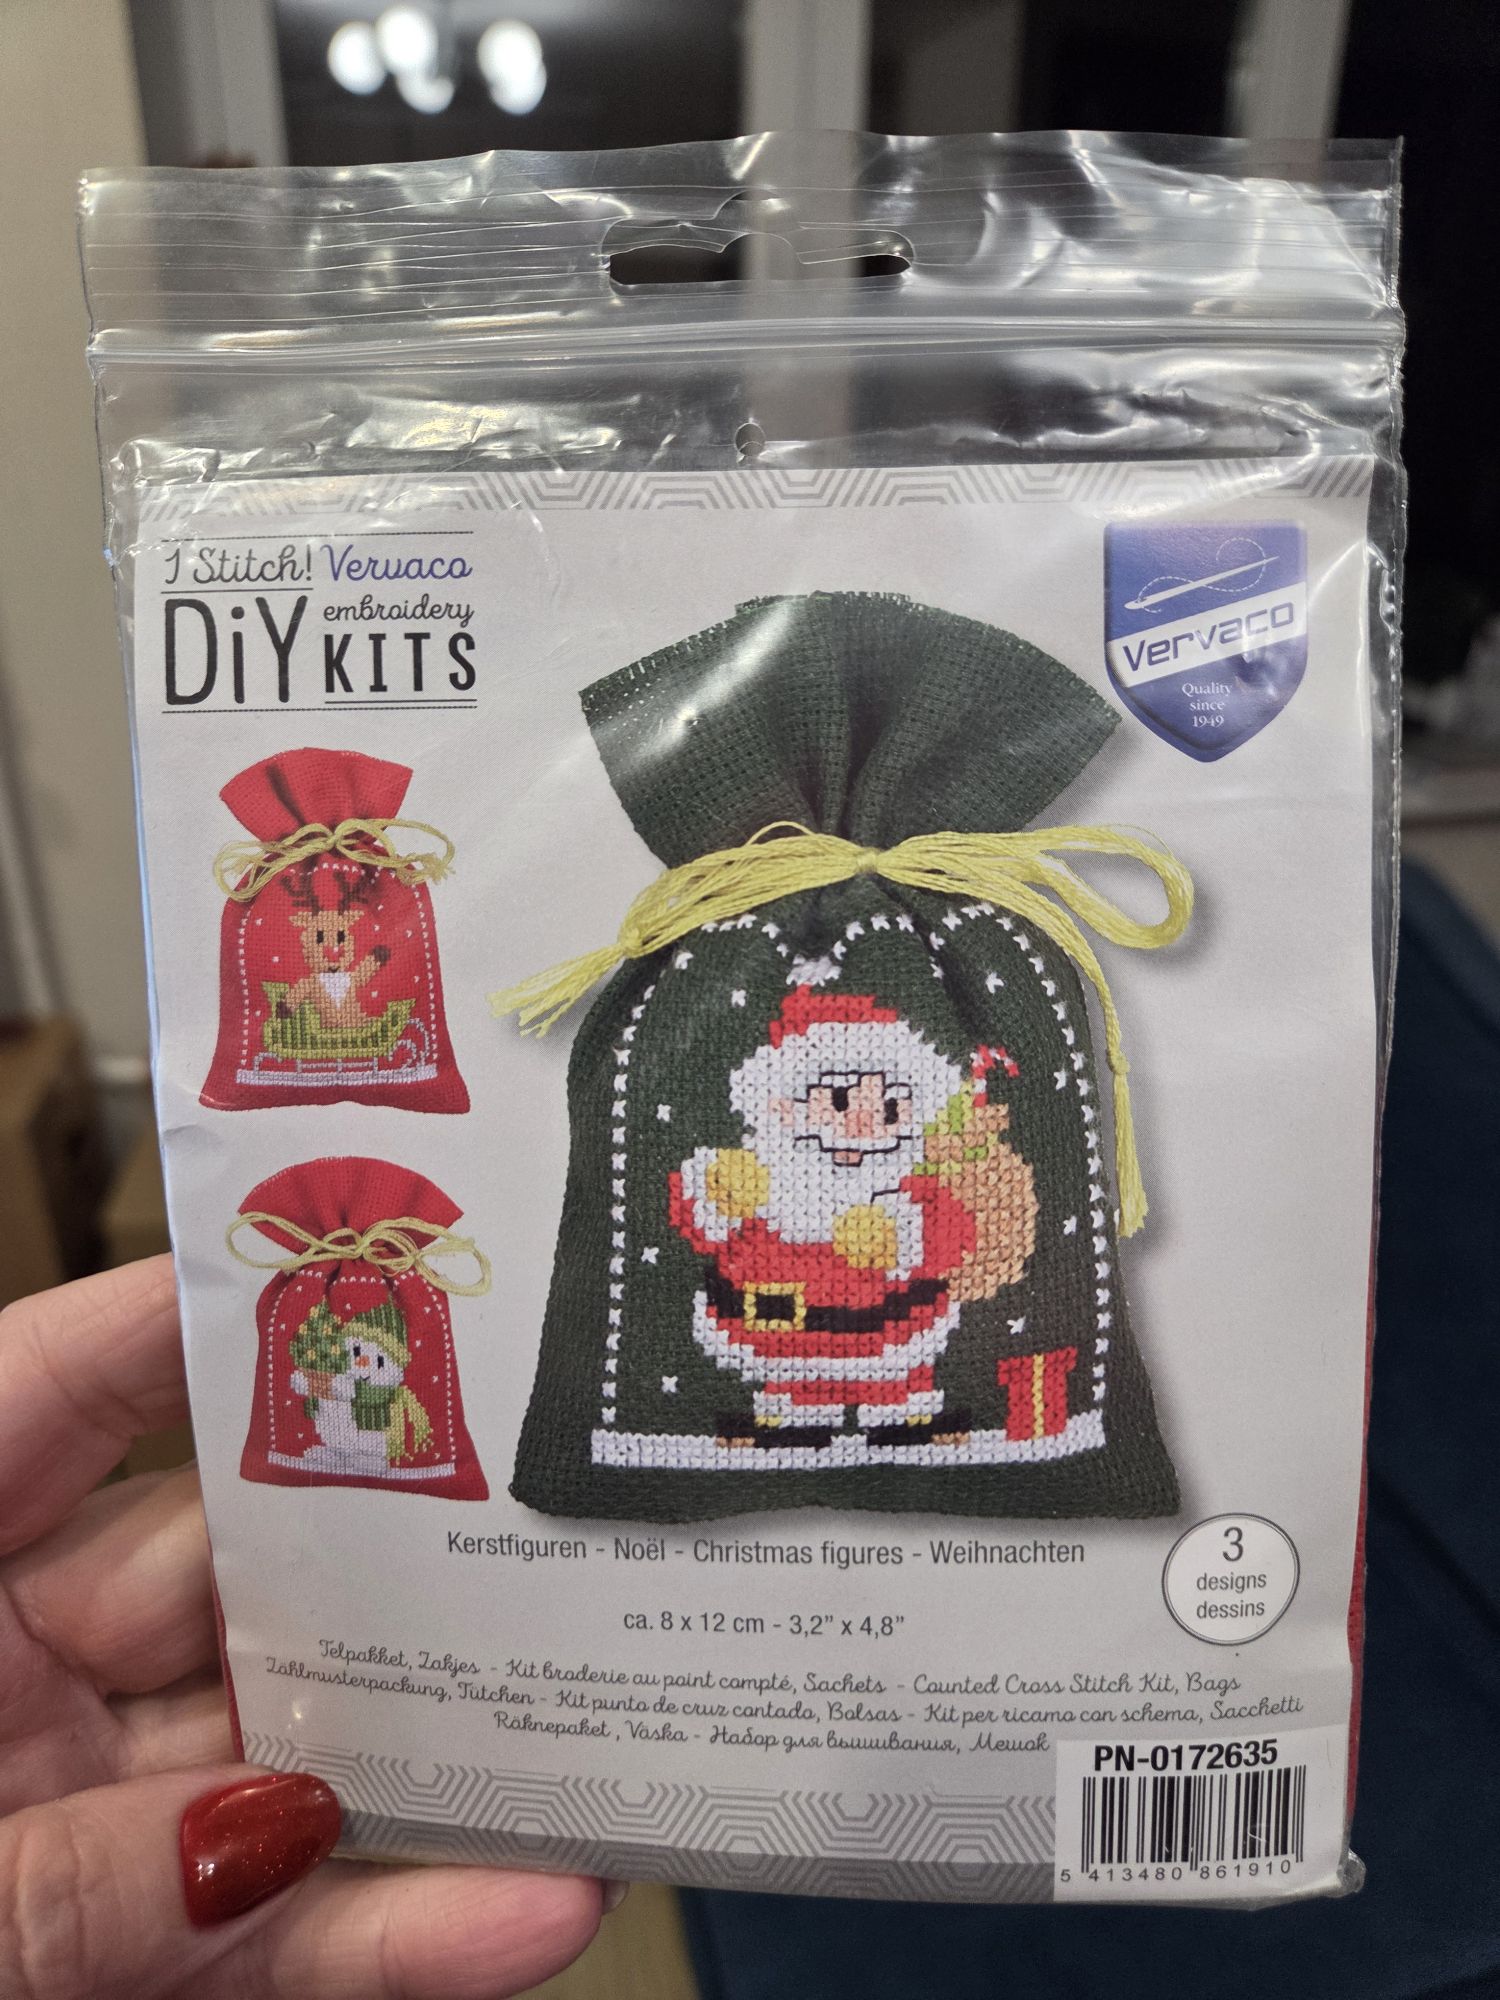 1 Stitch! Vervaco
DiY embroidery KITS
Vervaco
Quality
since
1949
Kerstfiguren - Noël - Christmas figures - Weihnachten
3
designs
dessins
ca. 8 x 12 cm - 3,2” x 4,8”
Telpakket, Zakjes - Kit broderie au point compté, Sachets - Counted Cross Stitch Kit, Bags
Zählmusterpackung, Tütchen - Kit punto de cruz contado, Bolsas - Kit per ricamo con schema, Sacchetti
Räknepaket , Väska - Набор для вышивания, Мешок
PN-0172635
5 413480 861910